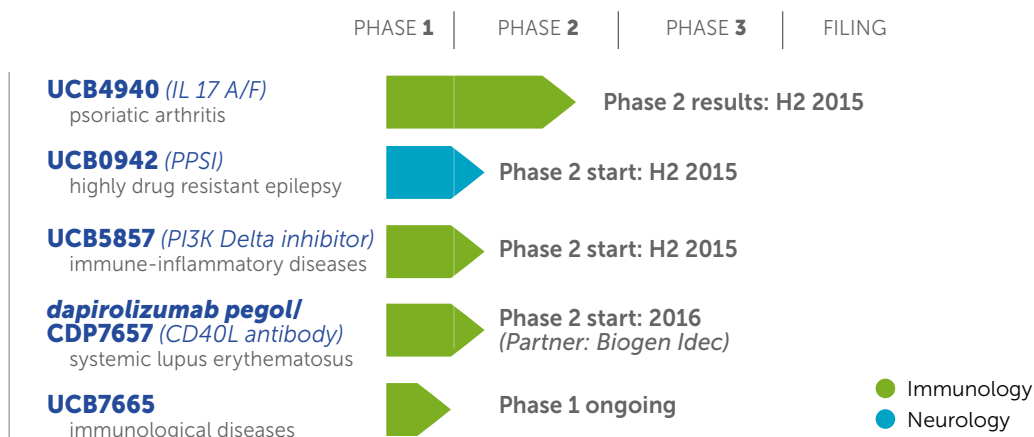 PHASE 1 PHASE 2 PHASE 3 FILING
UCB4940 (IL 17 A/F)
psoriatic arthritis
Phase 2 results: H2 2015
UCB0942 (PPSI)
highly drug resistant epilepsy
Phase 2 start: H2 2015
UCB5857 (PI3K Delta inhibitor)
immune-inflammatory diseases
Phase 2 start: H2 2015
dapirolizumab pegol/
CDP7657 (CD40L antibody)
systemic lupus erythematosus
Phase 2 start: 2016
(Partner: Biogen Idec)
UCB7665
immunological diseases
Phase 1 ongoing
Immunology
Neurology